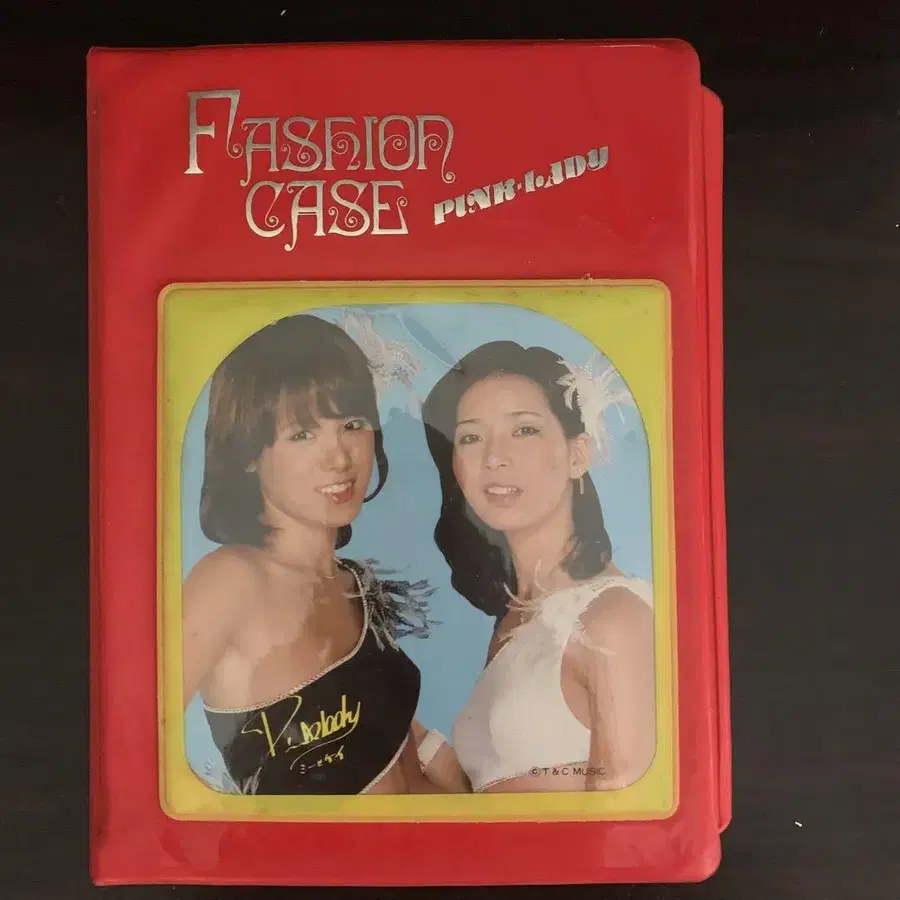 FASHION
CASE PINK·LADY
Pinklady
ミーとケイ
© T & C MUSIC